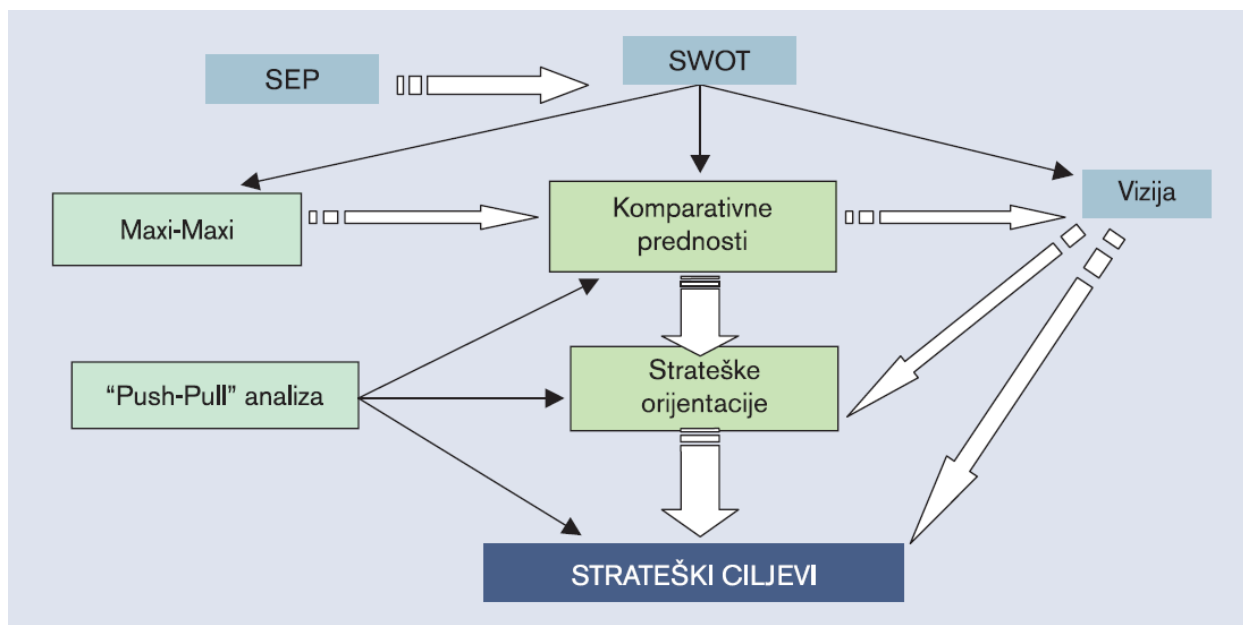 SEP
SWOT
Maxi-Maxi
Komparativne
prednosti
Vizija
“Push-Pull” analiza
Strateške
orijentacije
STRATEŠKI CILJEVI